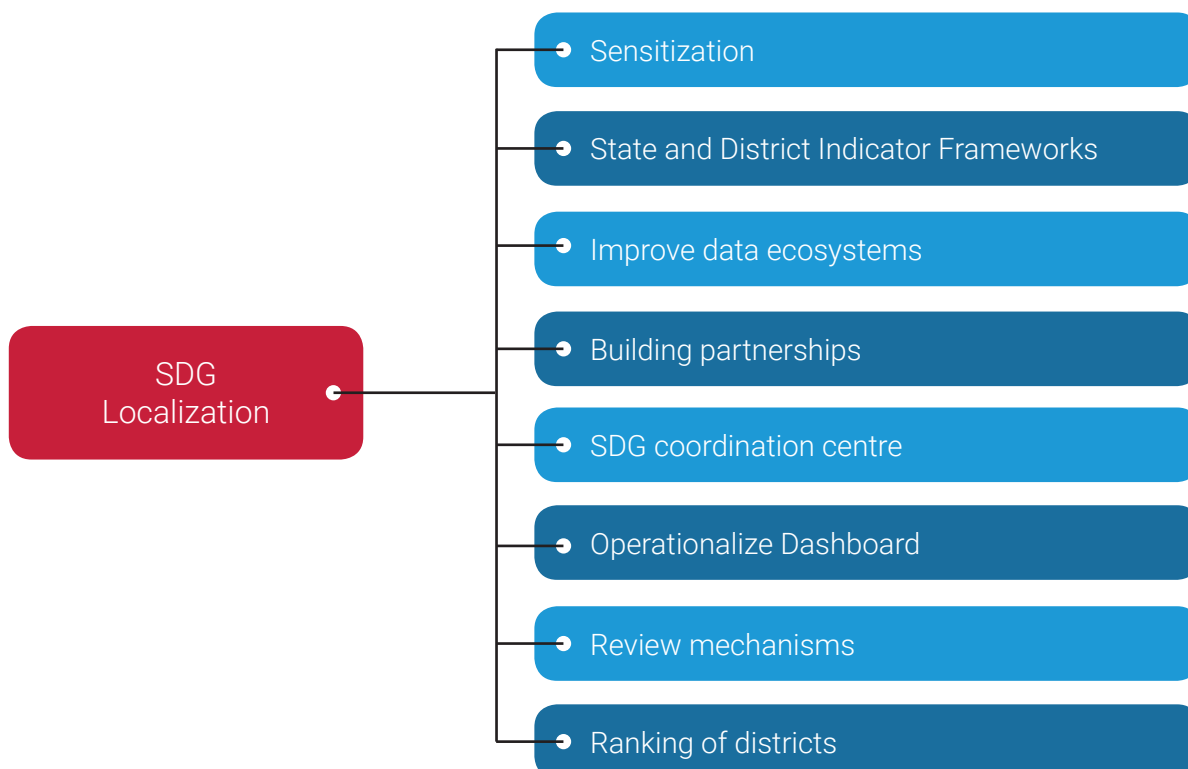 SDG
Localization
Sensitization
State and District Indicator Frameworks
Improve data ecosystems
Building partnerships
SDG coordination centre
Operationalize Dashboard
Review mechanisms
Ranking of districts